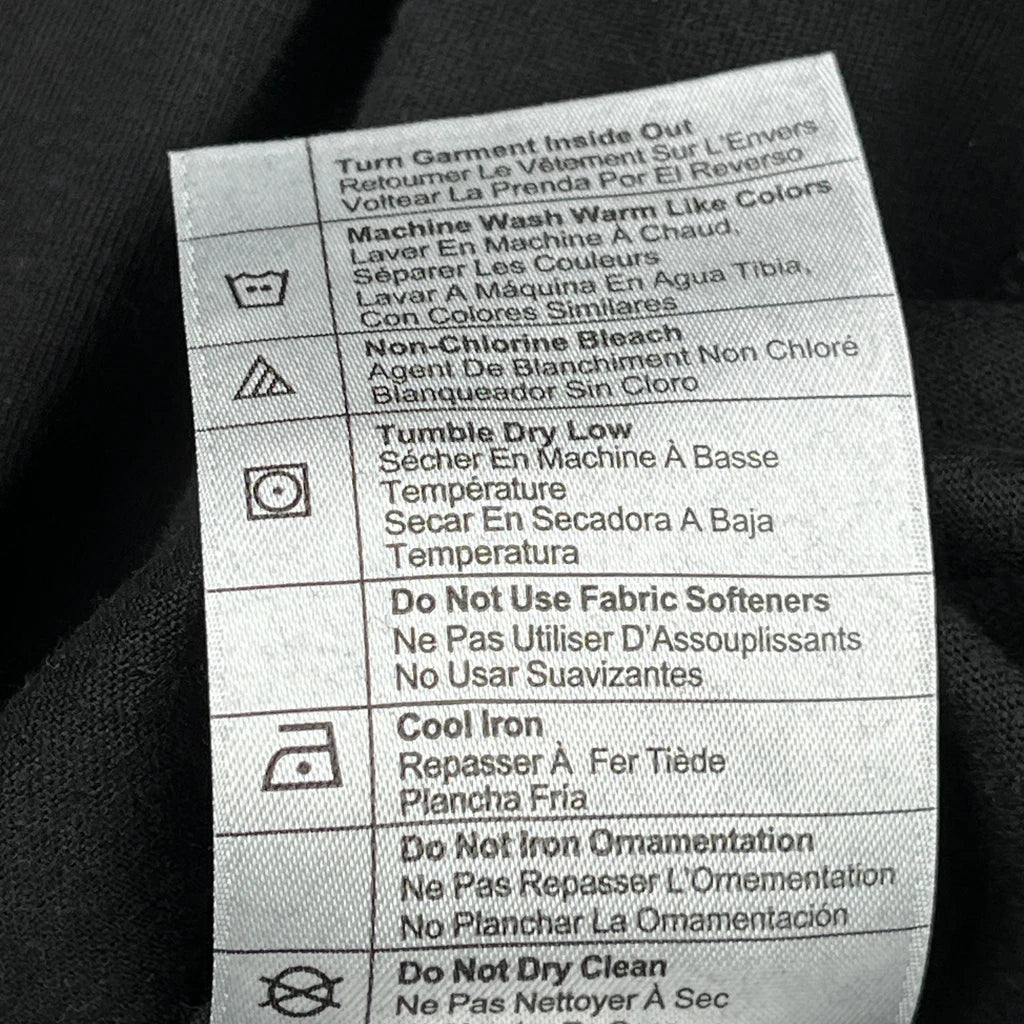 Turn Garment Inside Out
Retourner Le Vêtement Sur L'Envers
Voltear La Prenda Por El Reverso
Machine Wash Warm Like Colors
Laver En Machine À Chaud,
Séparer Les Couleurs
Lavar A Máquina En Agua Tibia,
Con Colores Similares
Non-Chlorine Bleach
Agent De Blanchiment Non Chloré
Blanqueador Sin Cloro
Tumble Dry Low
Sécher En Machine À Basse
Température
Secar En Secadora A Baja
Temperatura
Do Not Use Fabric Softeners
Ne Pas Utiliser D'Assouplissants
No Usar Suavizantes
Cool Iron
Repasser À Fer Tiède
Plancha Fría
Do Not Iron Ornamentation
Ne Pas Repasser L'Ornementation
No Planchar La Ornamentación
Do Not Dry Clean
Ne Pas Nettoyer À Sec